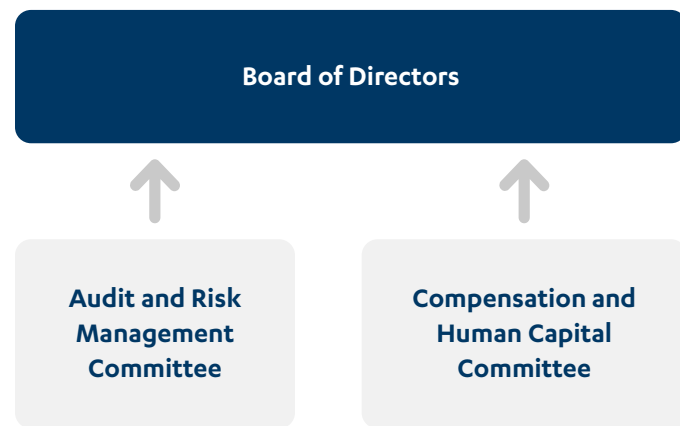 Board of Directors
Audit and Risk
Management
Committee
Compensation and
Human Capital
Committee